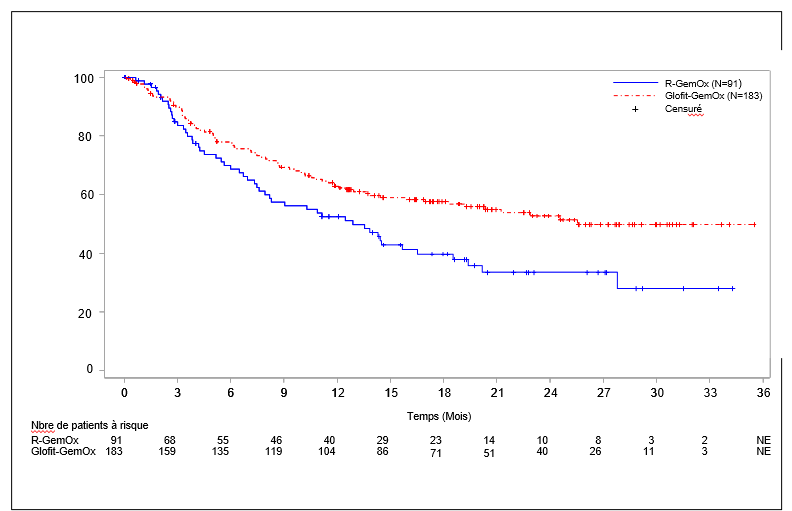 R-GemOx (N=91)
Glofit-GemOx (N=183)
Censuré
100
80
60
40
20
0
0 3 6 9 12 15 18 21 24 27 30 33 36
Temps (Mois)
Nbre de patients à risque
R-GemOx 91 68 55 46 40 29 23 14 10 8 3 2 NE
Glofit-GemOx 183 159 135 119 104 86 71 51 40 26 11 3 NE